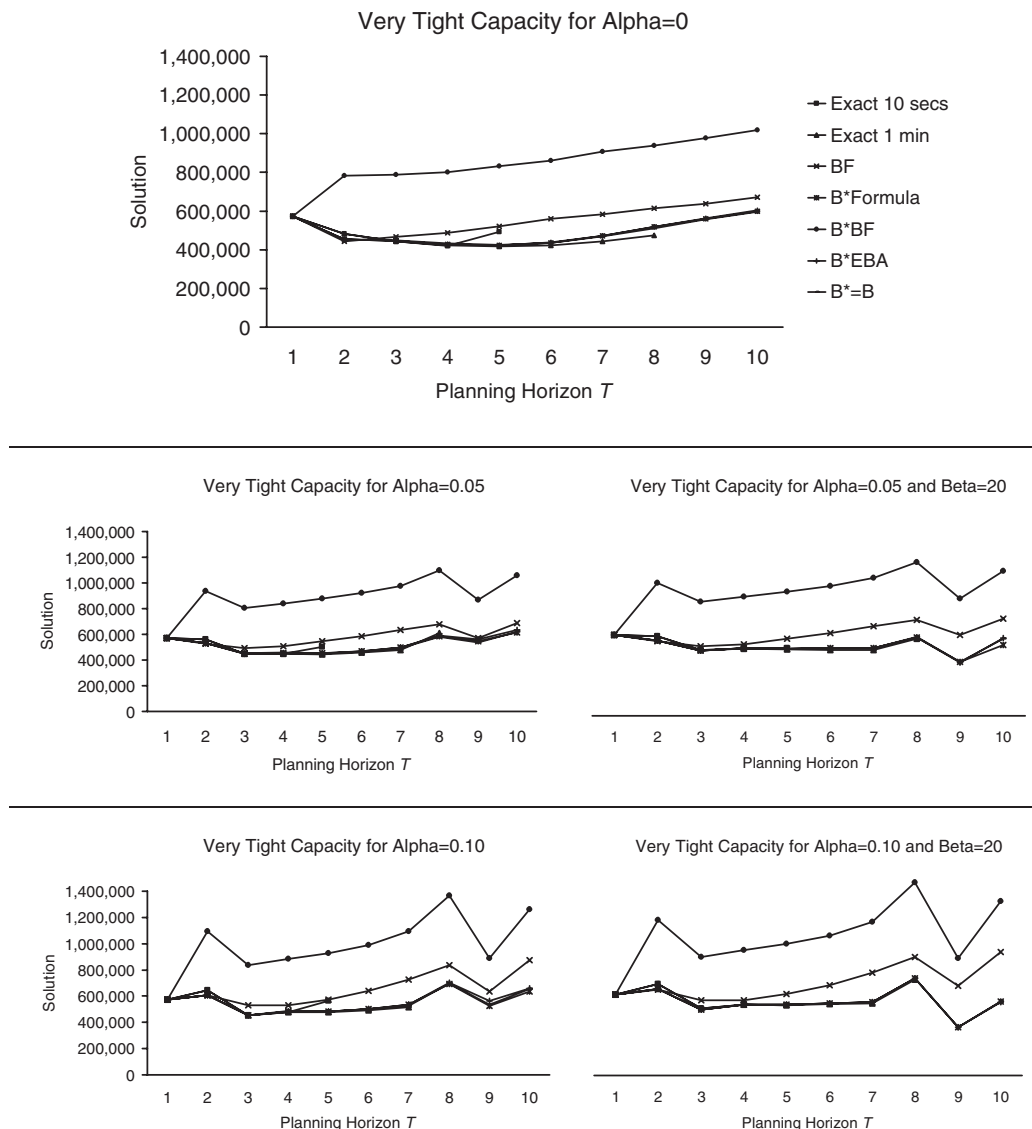 Very Tight Capacity for Alpha=0
1,400,000
1,200,000
1,000,000
800,000
600,000
400,000
200,000
0
Solution
1 2 3 4 5 6 7 8 9 10
Planning Horizon T
Exact 10 secs
Exact 1 min
BF
B*Formula
B*BF
B*EBA
B*=B
Very Tight Capacity for Alpha=0.05
1,400,000
1,200,000
1,000,000
800,000
600,000
400,000
200,000
0
Solution
1 2 3 4 5 6 7 8 9 10
Planning Horizon T
Very Tight Capacity for Alpha=0.05 and Beta=20
1 2 3 4 5 6 7 8 9 10
Planning Horizon T
Very Tight Capacity for Alpha=0.10
1,400,000
1,200,000
1,000,000
800,000
600,000
400,000
200,000
0
Solution
1 2 3 4 5 6 7 8 9 10
Planning Horizon T
Very Tight Capacity for Alpha=0.10 and Beta=20
1 2 3 4 5 6 7 8 9 10
Planning Horizon T